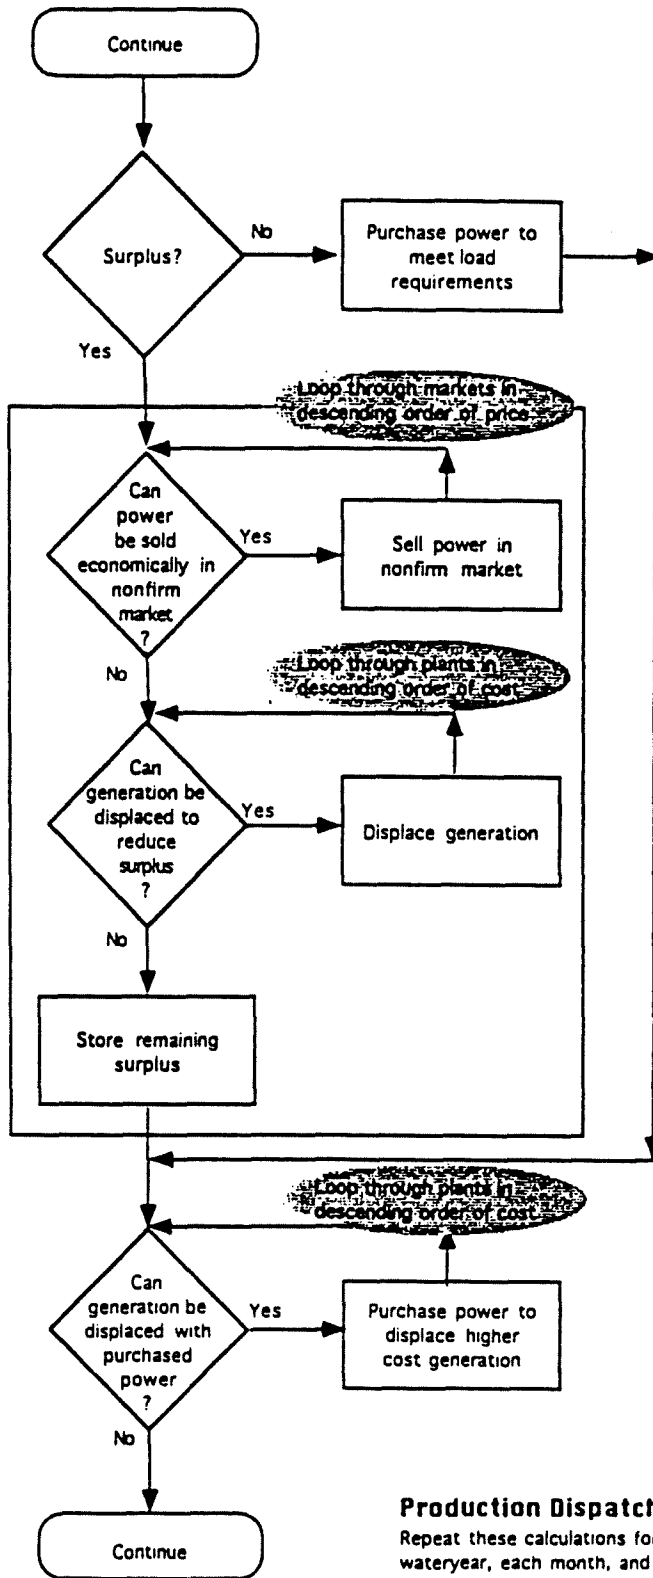 Continue
Surplus?
No
Purchase power to
meet load
requirements
Yes
Loop through markets in
descending order of price
Can
power
be sold
economically in
nonfirm
market
?
Yes
Sell power in
nonfirm market
No
Loop through plants in
descending order of cost
Can
generation be
displaced to
reduce
surplus
?
Yes
Displace generation
No
Store remaining
surplus
Loop through plants in
descending order of cost
Can
generation be
displaced with
purchased
power
?
Yes
Purchase power to
displace higher
cost generation
No
Continue
Production Dispatch
Repeat these calculations fo
wateryear, each month, and